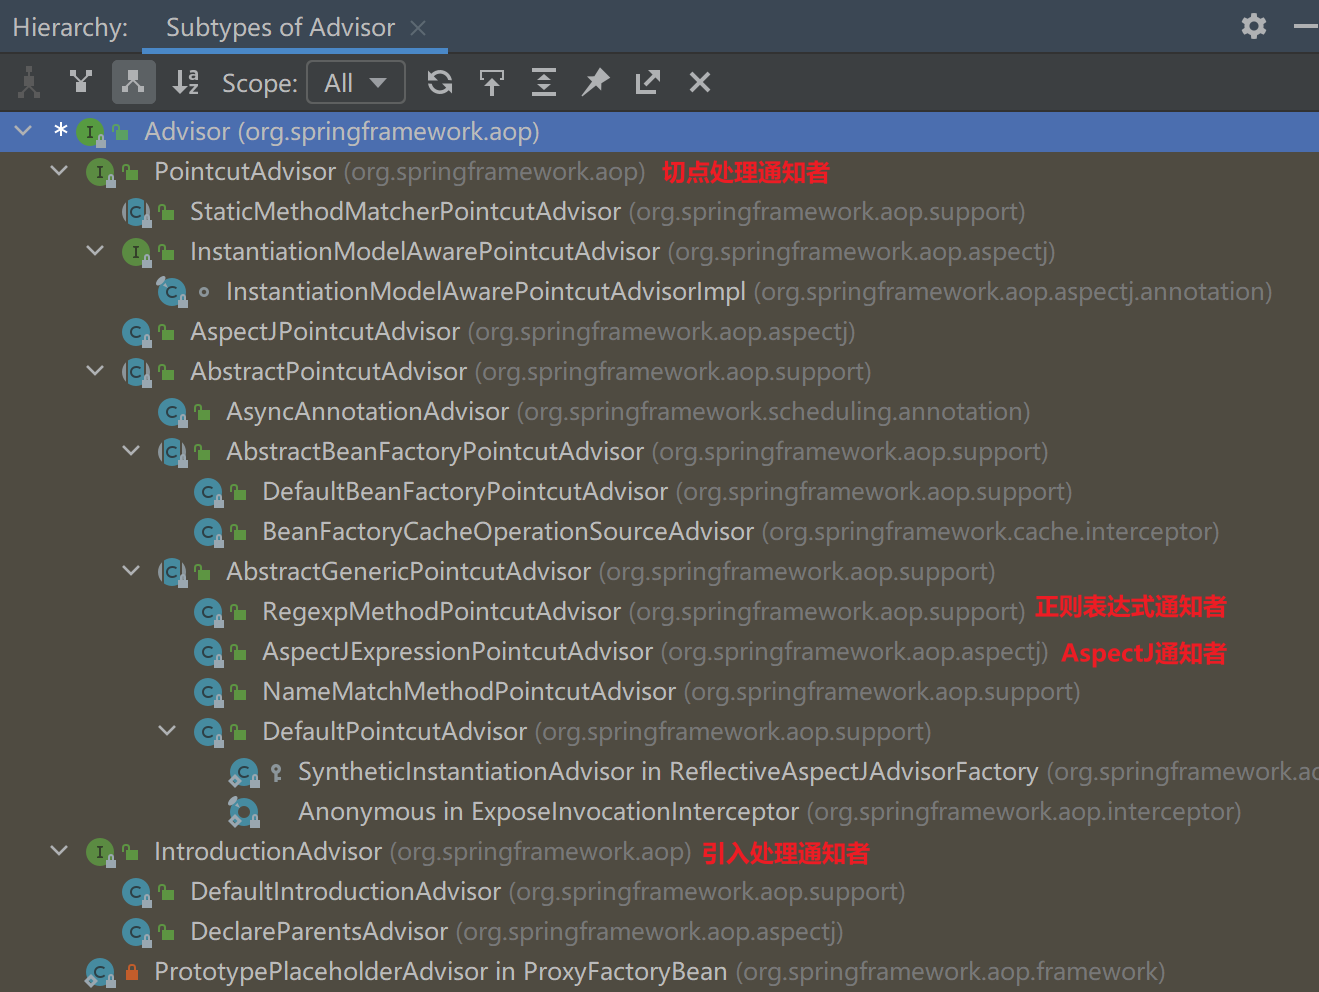 Hierarchy: Subtypes of Advisor
Scope: All
* Advisor (org.springframework.aop)
PointcutAdvisor (org.springframework.aop) 切点处理通知者
StaticMethodMatcherPointcutAdvisor (org.springframework.aop.support)
InstantiationModelAwarePointcutAdvisor (org.springframework.aop.aspectj)
InstantiationModelAwarePointcutAdvisorImpl (org.springframework.aop.aspectj.annotation)
AspectJPointcutAdvisor (org.springframework.aop.aspectj)
AbstractPointcutAdvisor (org.springframework.aop.support)
AsyncAnnotationAdvisor (org.springframework.scheduling.annotation)
AbstractBeanFactoryPointcutAdvisor (org.springframework.aop.support)
DefaultBeanFactoryPointcutAdvisor (org.springframework.aop.support)
BeanFactoryCacheOperationSourceAdvisor (org.springframework.cache.interceptor)
AbstractGenericPointcutAdvisor (org.springframework.aop.support)
RegexpMethodPointcutAdvisor (org.springframework.aop.support) 正则表达式通知者
AspectJExpressionPointcutAdvisor (org.springframework.aop.aspectj) AspectJ通知者
NameMatchMethodPointcutAdvisor (org.springframework.aop.support)
DefaultPointcutAdvisor (org.springframework.aop.support)
SyntheticInstantiationAdvisor in ReflectiveAspectJAdvisorFactory (org.springframework.ao
Anonymous in ExposeInvocationInterceptor (org.springframework.aop.interceptor)
IntroductionAdvisor (org.springframework.aop) 引入处理通知者
DefaultIntroductionAdvisor (org.springframework.aop.support)
DeclareParentsAdvisor (org.springframework.aop.aspectj)
PrototypePlaceholderAdvisor in ProxyFactoryBean (org.springframework.aop.framework)